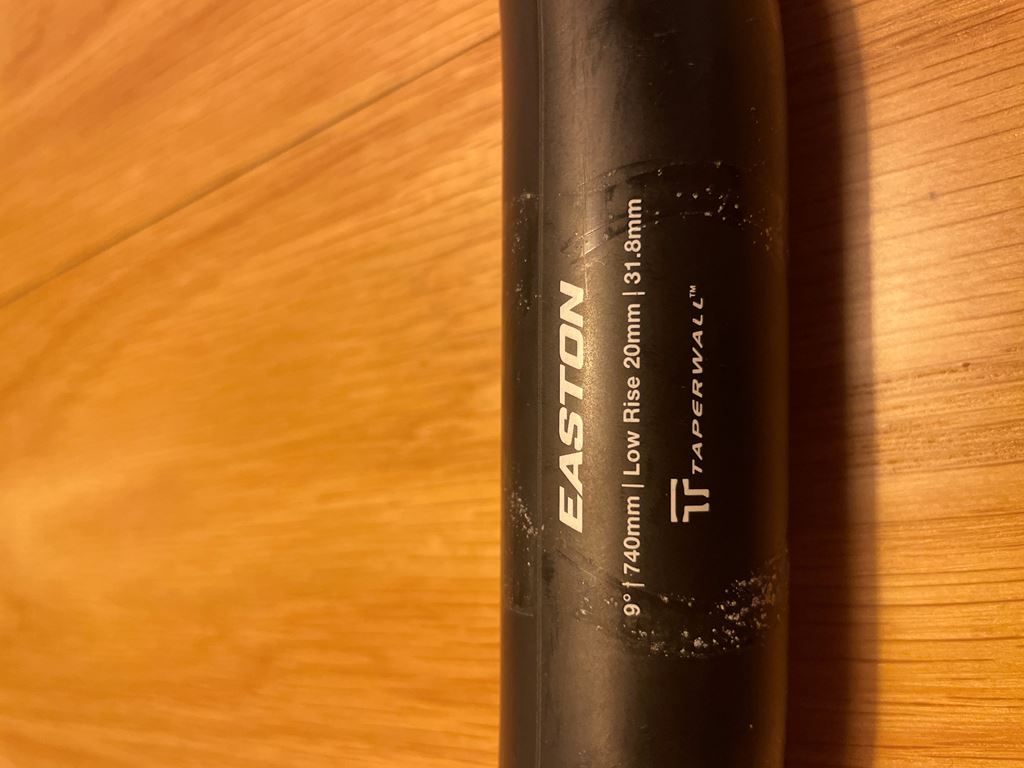 EASTON
9° | 740mm | Low Rise 20mm | 31.8mm
TAPERWALL™